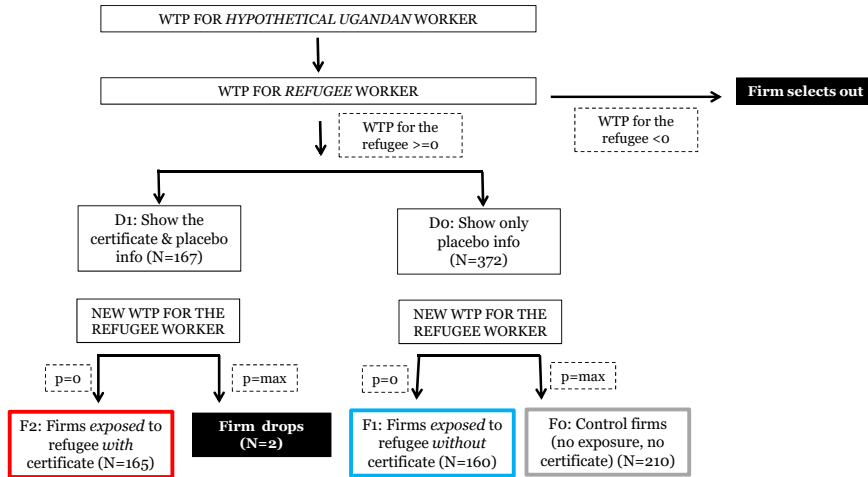 WTP FOR HYPOTHETICAL UGANDAN
WORKER
WTP FOR REFUGEE WORKER
Firm selects out
WTP for the
refugee >=0
WTP for the
refugee <0
D1: Show the
certificate & placebo
info (N=167)
D0: Show only
placebo info
(N=372)
NEW WTP FOR THE
REFUGEE WORKER
NEW WTP FOR THE
REFUGEE WORKER
p=0
p=max
p=0
p=max
F2: Firms exposed to
refugee with
certificate (N=165)
Firm drops
(N=2)
F1: Firms exposed to
refugee without
certificate (N=160)
F0: Control firms
(no exposure, no
certificate) (N=210)